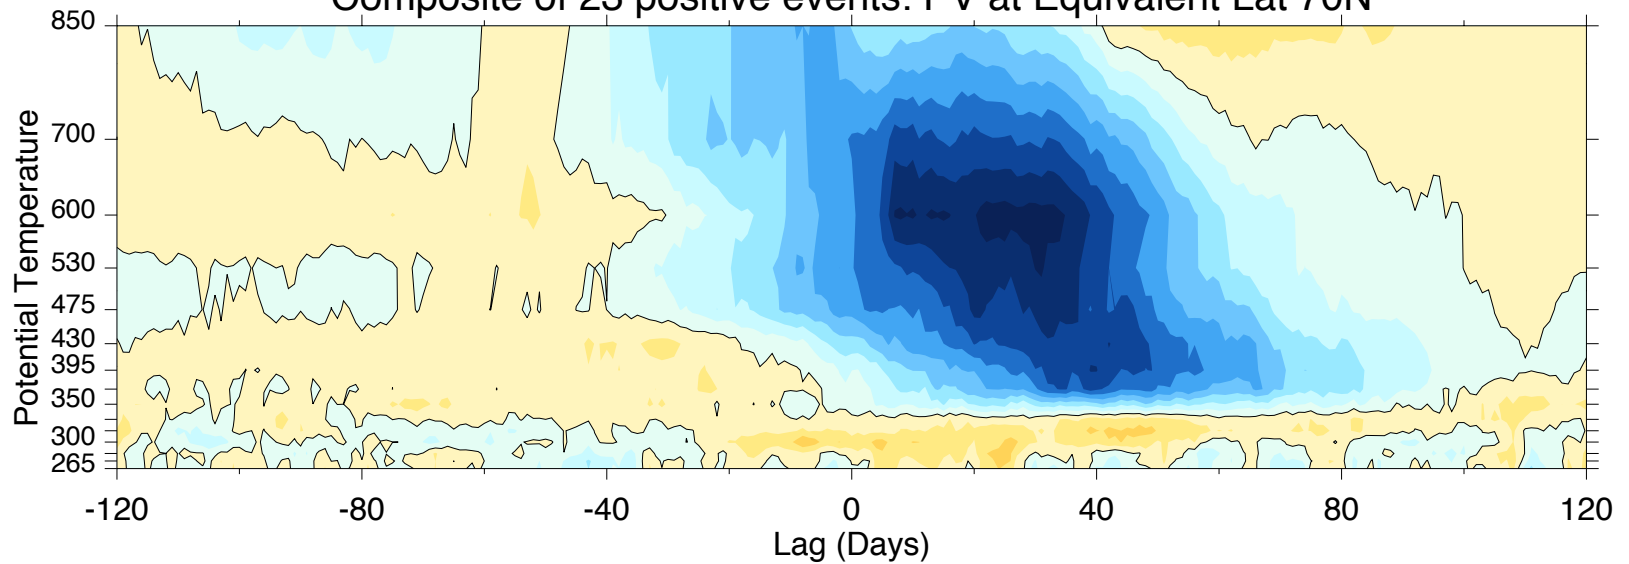 Composite of 23 positive events: PV at Equivalent Lat 70N
850
700
600
530
475
430
395
350
300
265
Potential Temperature
-120 -80 -40 0 40 80 120
Lag (Days)